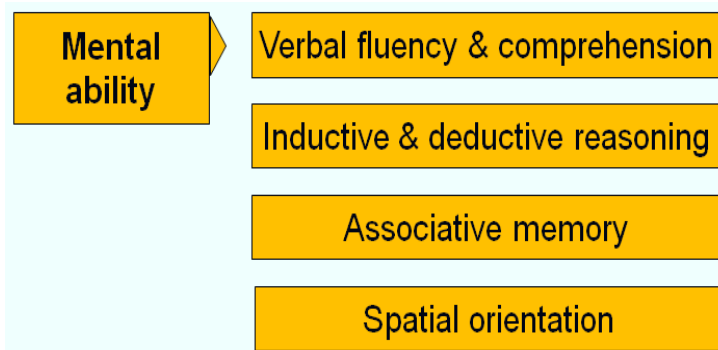 Mental
ability
Verbal fluency & comprehension
Inductive & deductive reasoning
Associative memory
Spatial orientation